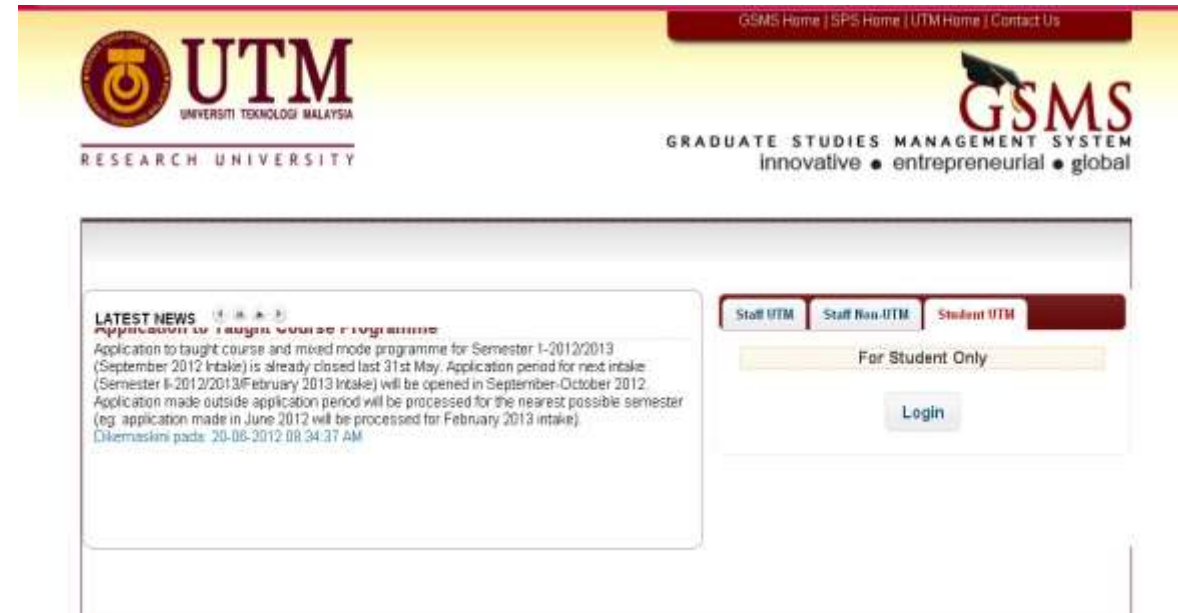 GSMS Home | SPS Home | UTM Home | Contact Us
UTM
UNIVERSITI TEKNOLOGI MALAYSIA
RESEARCH UNIVERSITY
GSMS
GRADUATE STUDIES MANAGEMENT SYSTEM
innovative ● entrepreneurial ● global
LATEST NEWS
Application to Taught Course Programme
Application to taught course and mixed mode programme for Semester 1-2012/2013
(September 2012 Intake) is already closed last 31st May. Application period for next intake
(Semester II-2012/2013/February 2013 Intake) will be opened in September-October 2012.
Application made outside application period will be processed for the nearest possible semester
(eg: application made in June 2012 will be processed for February 2013 intake).
Dikemaskini pada: 20-06-2012 08:34:37 AM
Staff UTM
Staff Non-UTM
Student UTM
For Student Only
Login